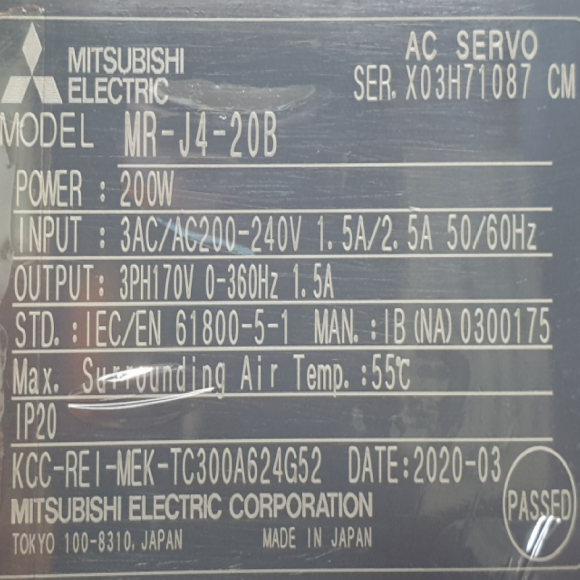 MITSUBISHI ELECTRIC
AC SERVO
SER. X03H71087 CM
MODEL MR-J4-20B
POWER : 200W
INPUT : 3AC/AC200-240V 1.5A/2.5A 50/60Hz
OUTPUT: 3PH170V 0-360Hz 1.5A
STD. : IEC/EN 61800-5-1 MAN. : IB(NA)0300175
Max. Surrounding Air Temp. :55℃
IP20
KCC-REI-MEK-TC300A624G52 DATE:2020-03
MITSUBISHI ELECTRIC CORPORATION
TOKYO 100-8310, JAPAN MADE IN JAPAN
PASSED